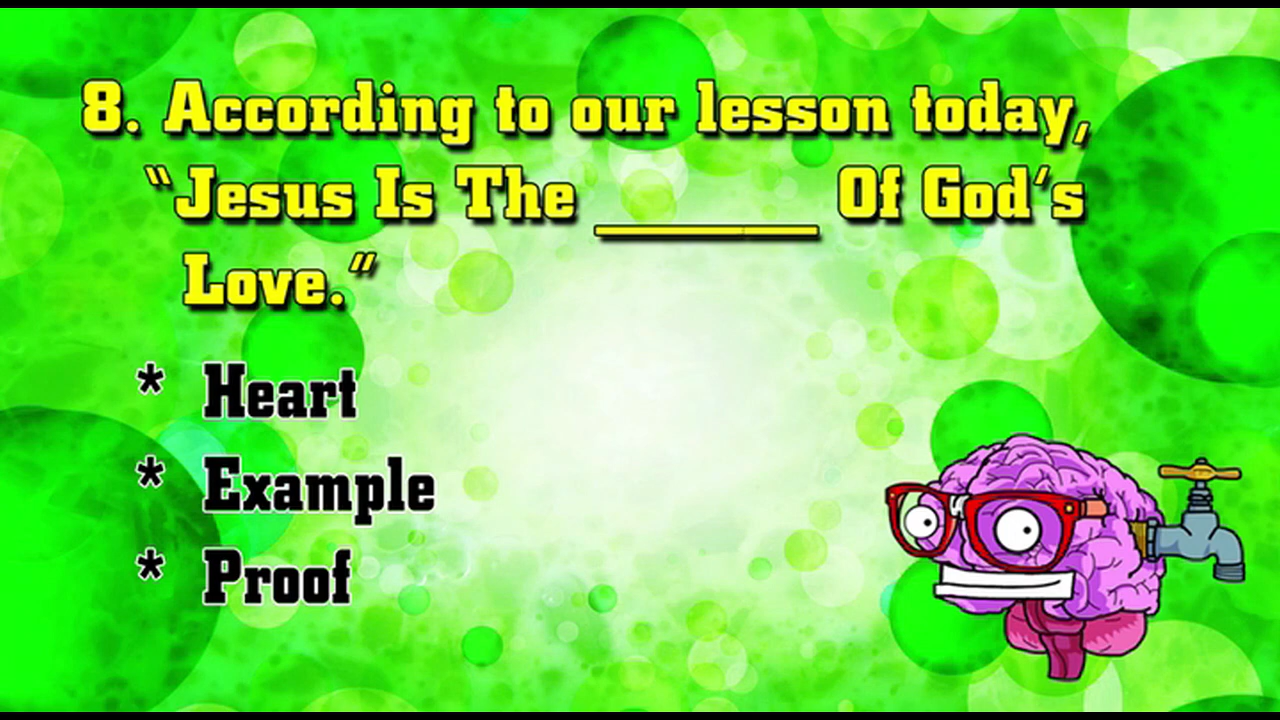 8. According to our lesson today,
"Jesus Is The ______ Of God's
Love."
* Heart
* Example
* Proof